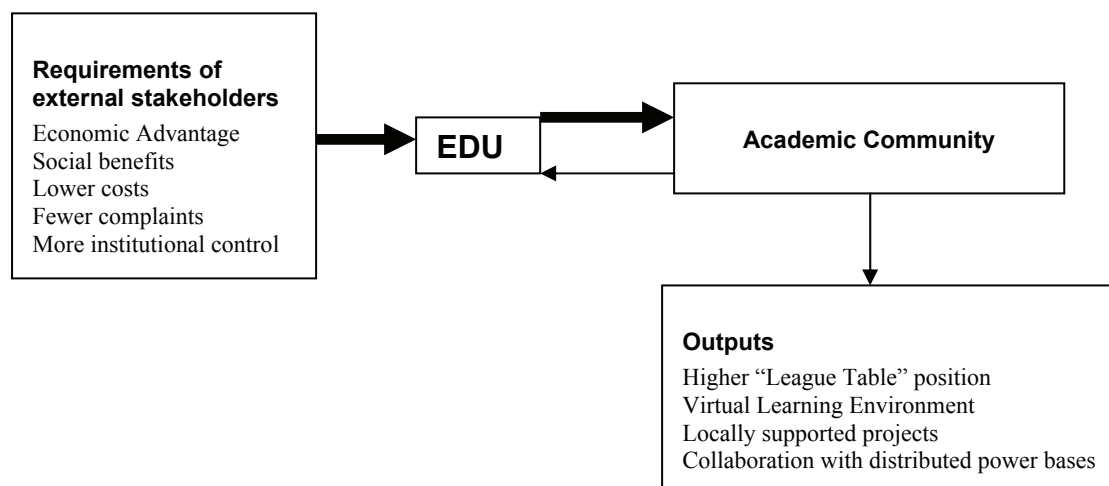 Requirements of
external stakeholders
Economic Advantage
Social benefits
Lower costs
Fewer complaints
More institutional control
EDU
Academic Community
Outputs
Higher “League Table” position
Virtual Learning Environment
Locally supported projects
Collaboration with distributed power bases